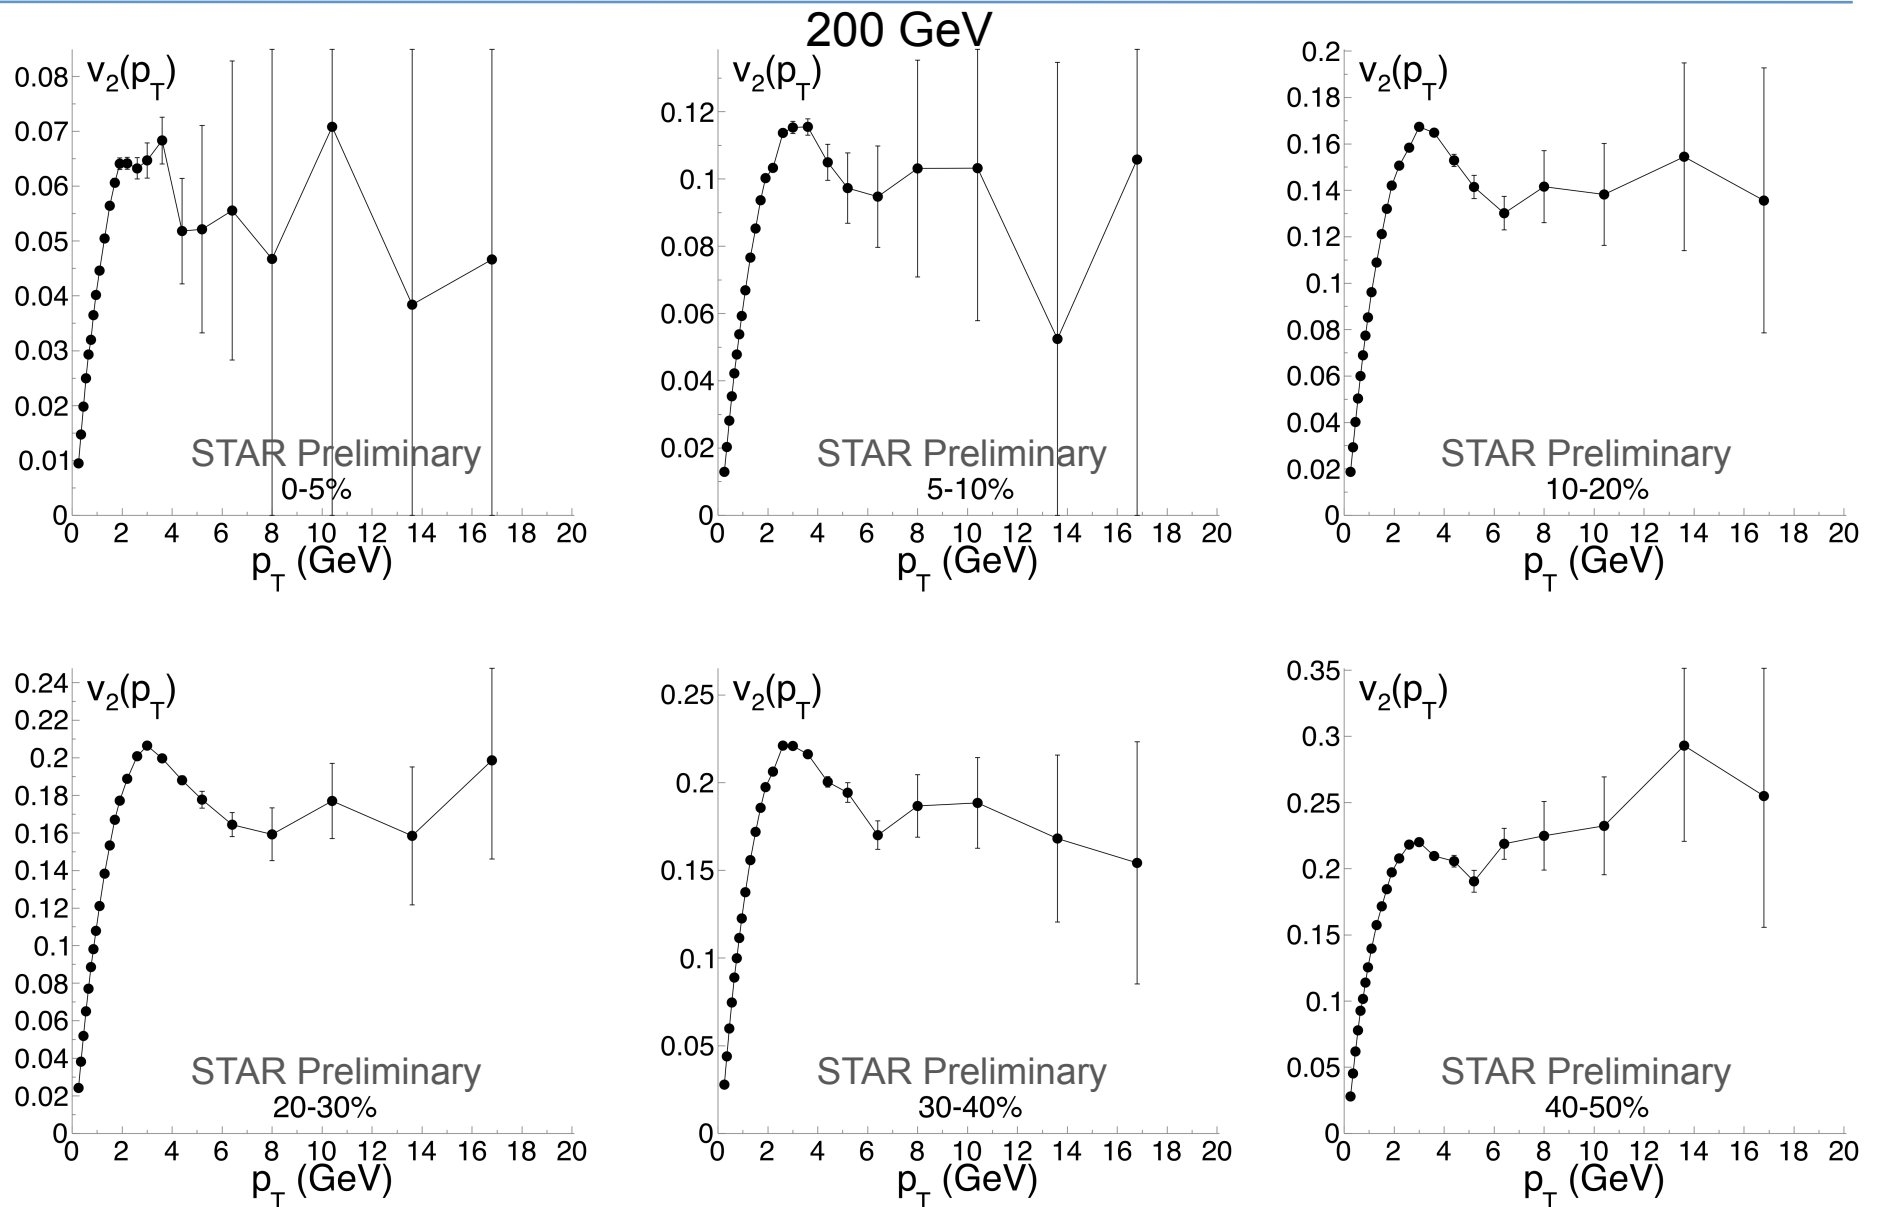 200 GeV
v2(pT)
0.08
0.07
0.06
0.05
0.04
0.03
0.02
0.01
0
STAR Preliminary
0-5%
0 2 4 6 8 10 12 14 16 18 20
pT (GeV)
v2(pT)
0.12
0.1
0.08
0.06
0.04
0.02
0
STAR Preliminary
5-10%
0 2 4 6 8 10 12 14 16 18 20
pT (GeV)
0.2
v2(pT)
0.18
0.16
0.14
0.12
0.1
0.08
0.06
0.04
0.02
0
STAR Preliminary
10-20%
0 2 4 6 8 10 12 14 16 18 20
pT (GeV)
v2(pT)
0.24
0.22
0.2
0.18
0.16
0.14
0.12
0.1
0.08
0.06
0.04
0.02
0
STAR Preliminary
20-30%
0 2 4 6 8 10 12 14 16 18 20
pT (GeV)
v2(pT)
0.25
0.2
0.15
0.1
0.05
0
STAR Preliminary
30-40%
0 2 4 6 8 10 12 14 16 18 20
pT (GeV)
0.35
v2(pT)
0.3
0.25
0.2
0.15
0.1
0.05
0
STAR Preliminary
40-50%
0 2 4 6 8 10 12 14 16 18 20
pT (GeV)